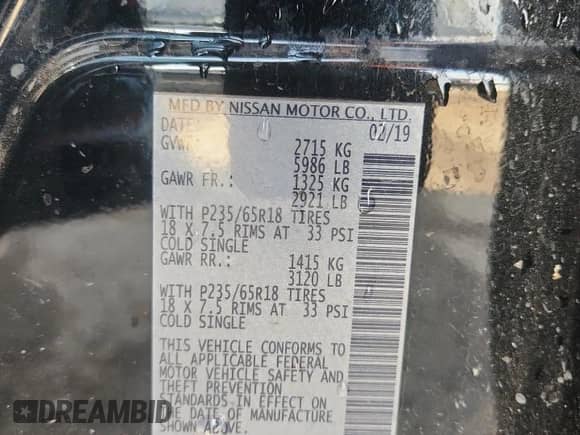 MFD BY NISSAN MOTOR CO., LTD.
DATE: 02/19
GVWR: 2715 KG
5986 LB
GAWR FR.: 1325 KG
2921 LB
WITH P235/65R18 TIRES
18 X 7.5 RIMS AT 33 PSI
COLD SINGLE
GAWR RR.: 1415 KG
3120 LB
WITH P235/65R18 TIRES
18 X 7.5 RIMS AT 33 PSI
COLD SINGLE
THIS VEHICLE CONFORMS TO
ALL APPLICABLE FEDERAL
MOTOR VEHICLE SAFETY AND
THEFT PREVENTION
STANDARDS IN EFFECT ON
THE DATE OF MANUFACTURE
SHOWN ABOVE.
DREAMBID